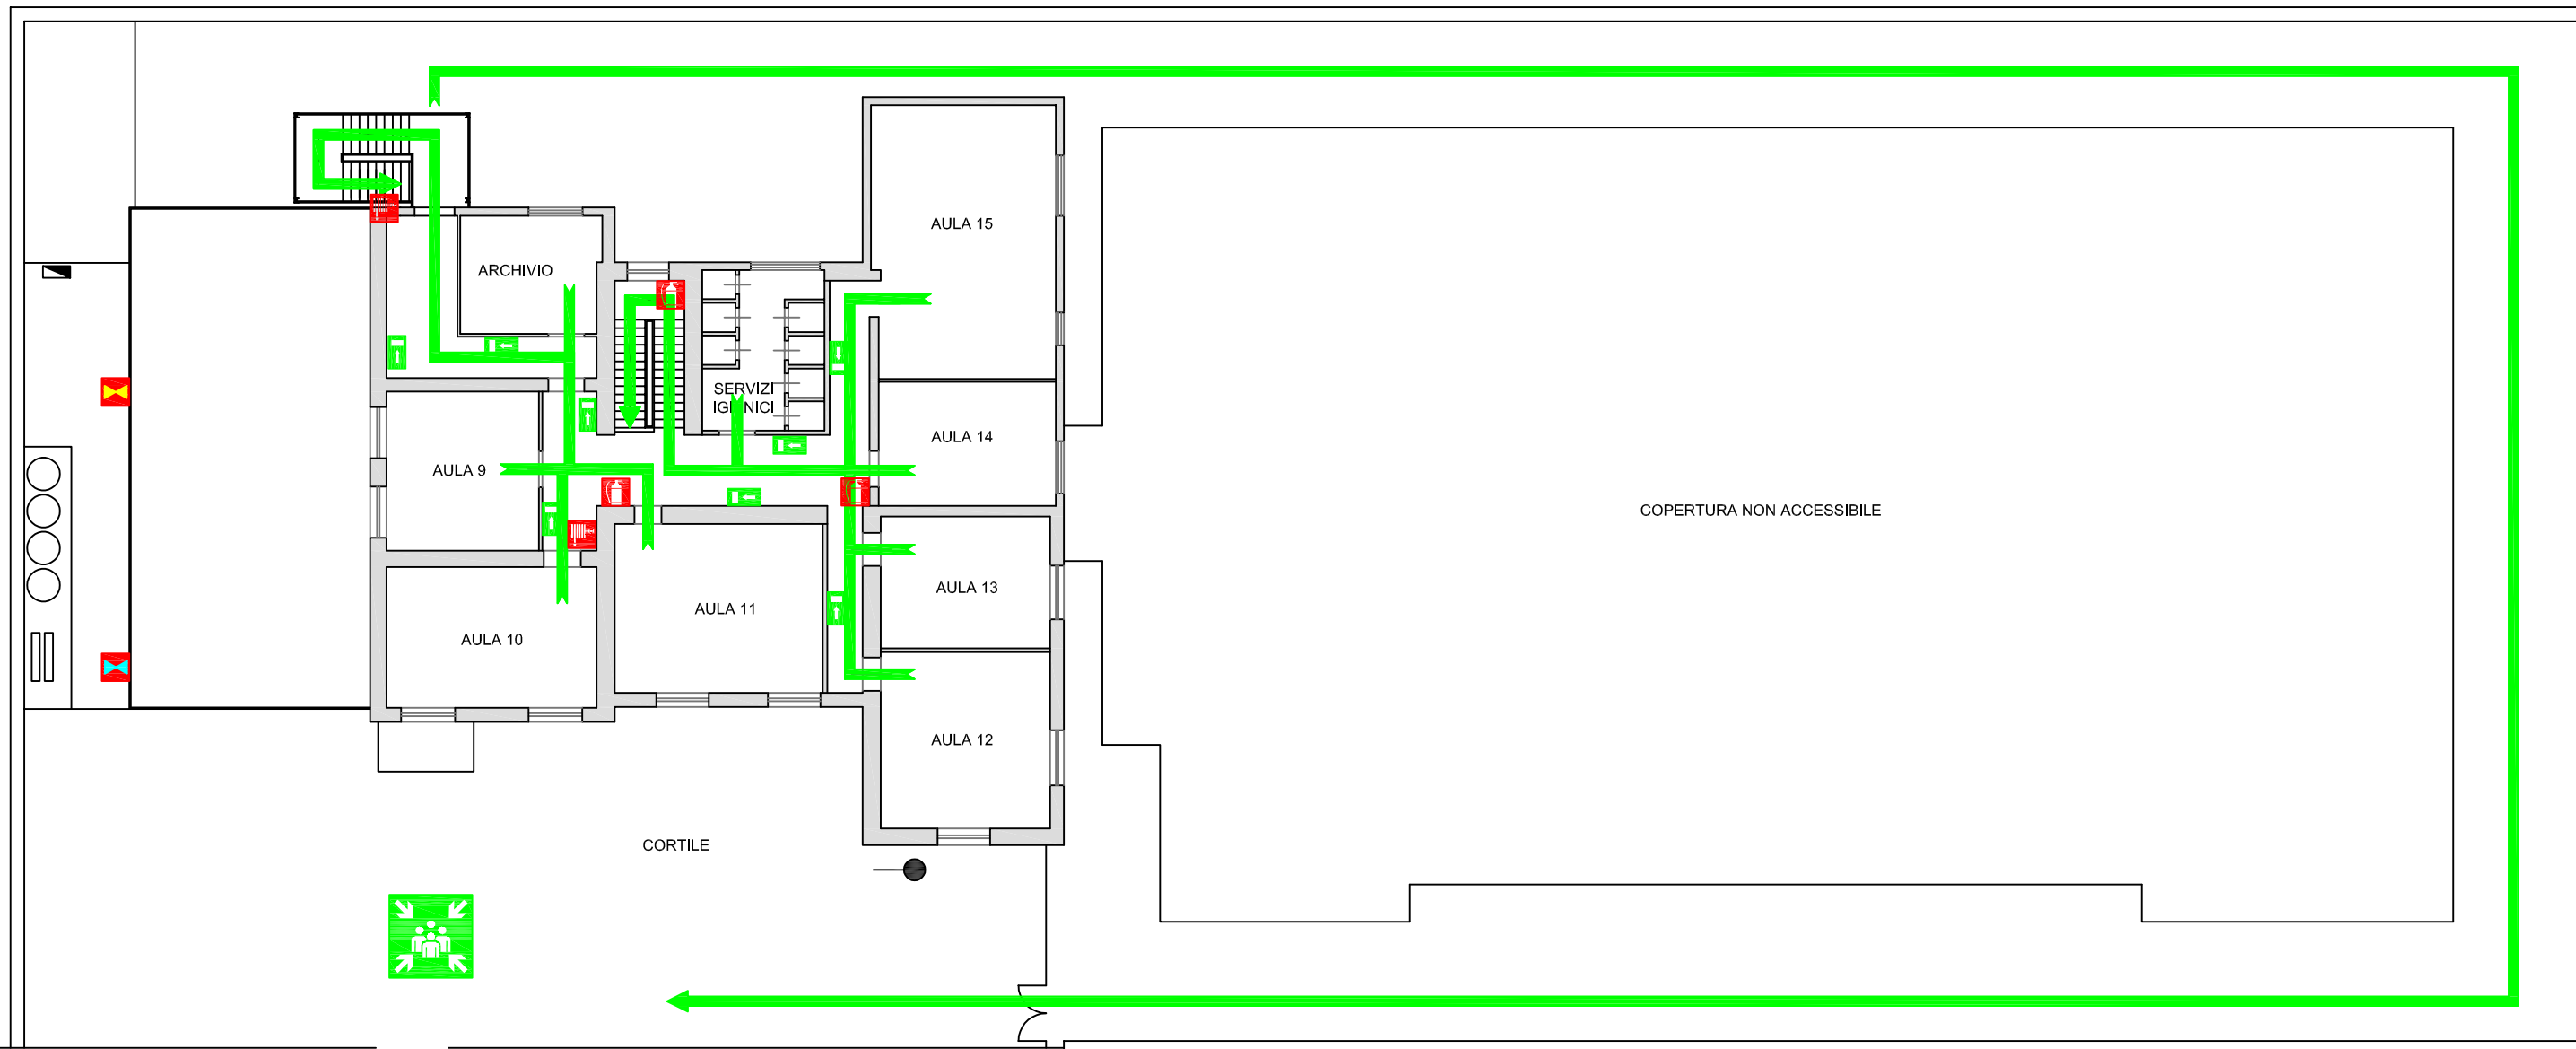 AULA 15
ARCHIVIO
SERVIZI
IGIENICI
AULA 14
AULA 9
COPERTURA NON ACCESSIBILE
AULA 13
AULA 11
AULA 10
AULA 12
CORTILE